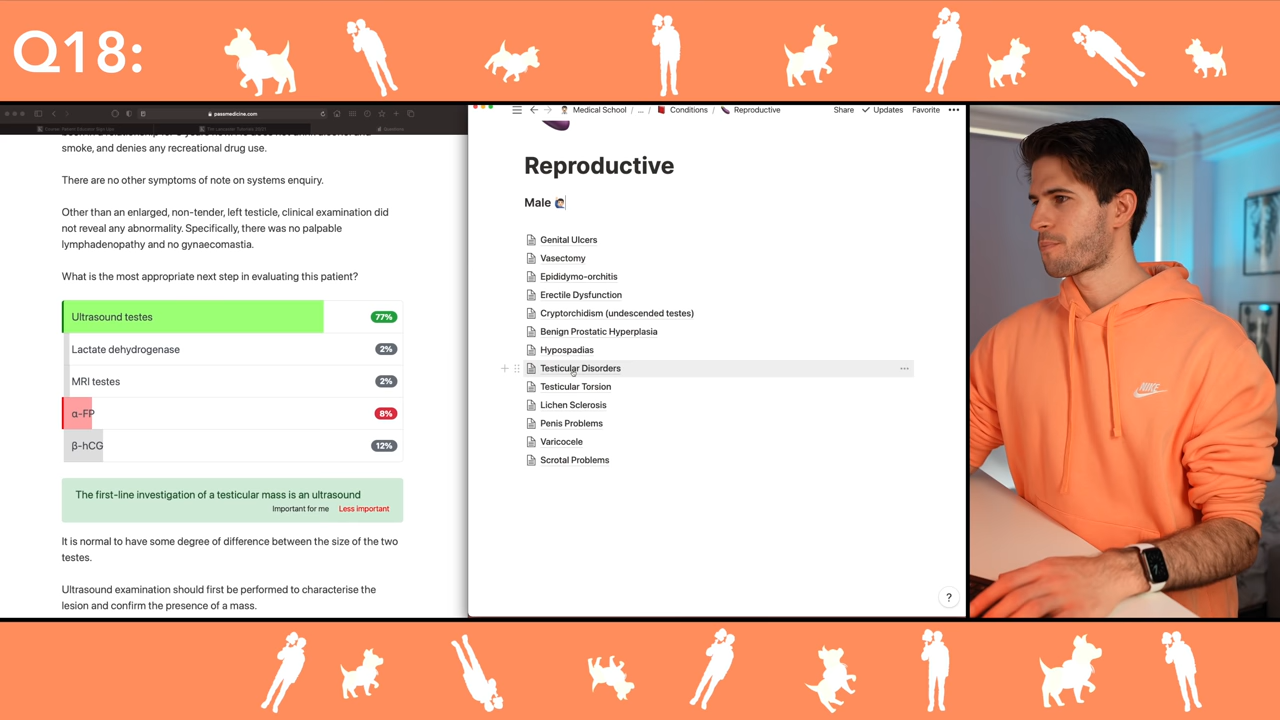 Q18:
passmedicine.com
smoke, and denies any recreational drug use.
There are no other symptoms of note on systems enquiry.
Other than an enlarged, non-tender, left testicle, clinical examination did
not reveal any abnormality. Specifically, there was no palpable
lymphadenopathy and no gynaecomastia.
What is the most appropriate next step in evaluating this patient?
Ultrasound testes 77%
Lactate dehydrogenase 2%
MRI testes 2%
α-FP 8%
β-hCG 12%
The first-line investigation of a testicular mass is an ultrasound
Important for me Less important
It is normal to have some degree of difference between the size of the two
testes.
Ultrasound examination should first be performed to characterise the
lesion and confirm the presence of a mass.
Medical School / ... / Conditions / Reproductive Share Updates Favorite
Reproductive
Male
Genital Ulcers
Vasectomy
Epididymo-orchitis
Erectile Dysfunction
Cryptorchidism (undescended testes)
Benign Prostatic Hyperplasia
Hypospadias
Testicular Disorders
Testicular Torsion
Lichen Sclerosis
Penis Problems
Varicocele
Scrotal Problems
?
NIKE